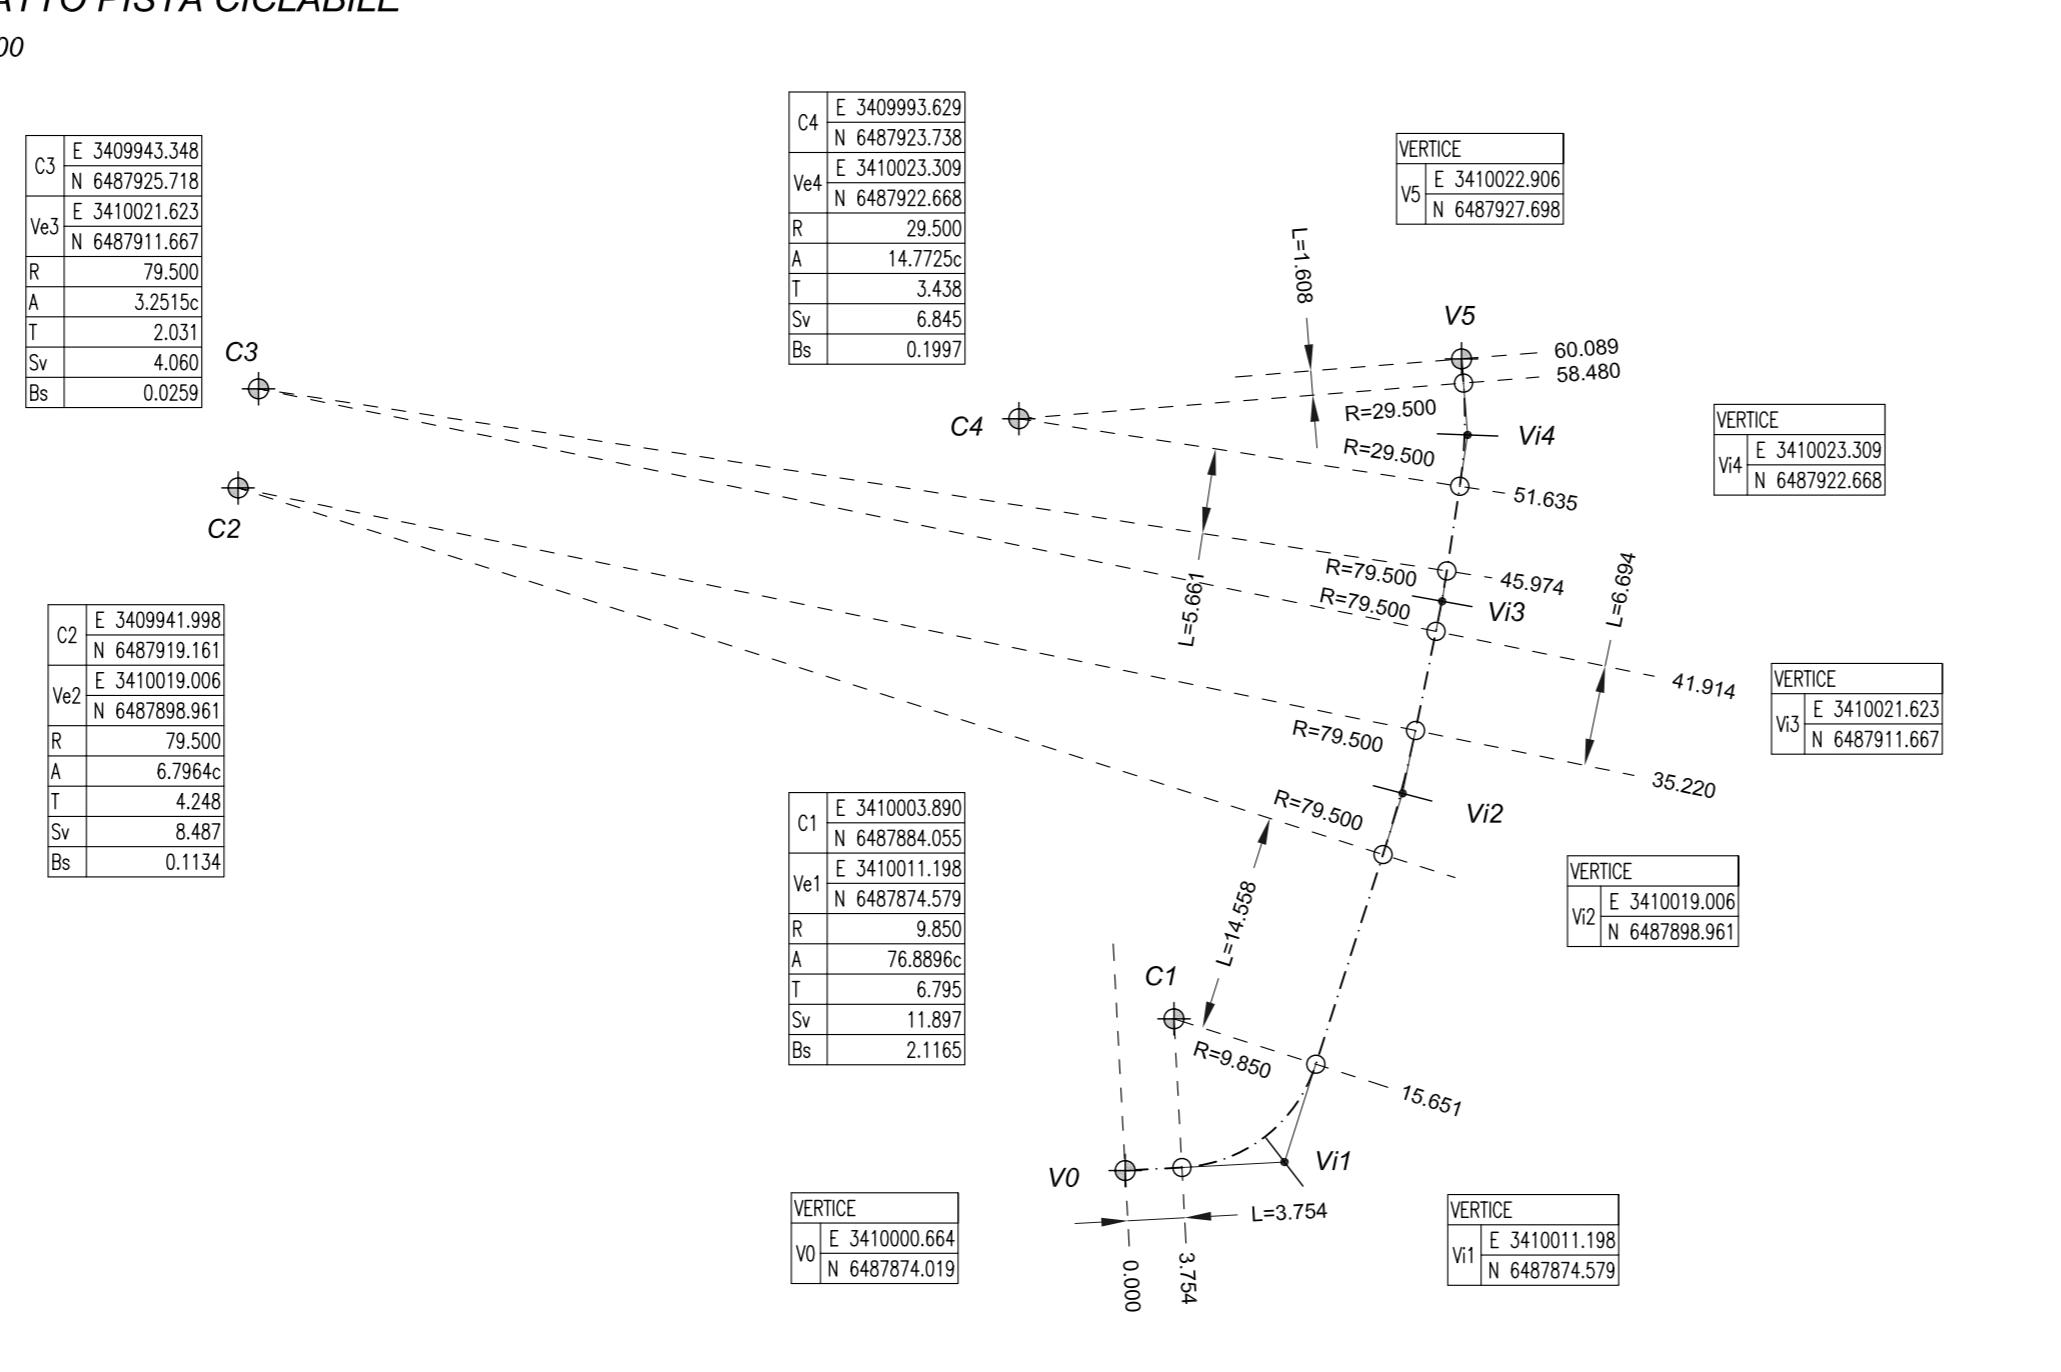 PISTA CICLABILE
00
C3
E 3409943.348
N 6487925.718
Ve3
E 3410021.623
N 6487911.667
R 79.500
A 3.2515c
T 2.031
Sv 4.060
Bs 0.0259
C4
E 3409993.629
N 6487923.738
Ve4
E 3410023.309
N 6487922.668
R 29.500
A 14.7725c
T 3.438
Sv 6.845
Bs 0.1997
VERTICE
V5
E 3410022.906
N 6487927.698
L=1.608
V5
60.089
58.480
C3
C4
R=29.500
R=29.500
Vi4
51.635
VERTICE
Vi4
E 3410023.309
N 6487922.668
C2
R=79.500
45.974
R=79.500
Vi3
L=5.661
L=6.694
41.914
C2
E 3409941.998
N 6487919.161
Ve2
E 3410019.006
N 6487898.961
R 79.500
A 6.7964c
T 4.248
Sv 8.487
Bs 0.1134
VERTICE
Vi3
E 3410021.623
N 6487911.667
R=79.500
35.220
R=79.500
Vi2
C1
E 3410003.890
N 6487884.055
Ve1
E 3410011.198
N 6487874.579
R 9.850
A 76.8896c
T 6.795
Sv 11.897
Bs 2.1165
L=14.558
VERTICE
Vi2
E 3410019.006
N 6487898.961
C1
R=9.850
15.651
V0
Vi1
L=3.754
0.000
3.754
VERTICE
V0
E 3410000.664
N 6487874.019
VERTICE
Vi1
E 3410011.198
N 6487874.579